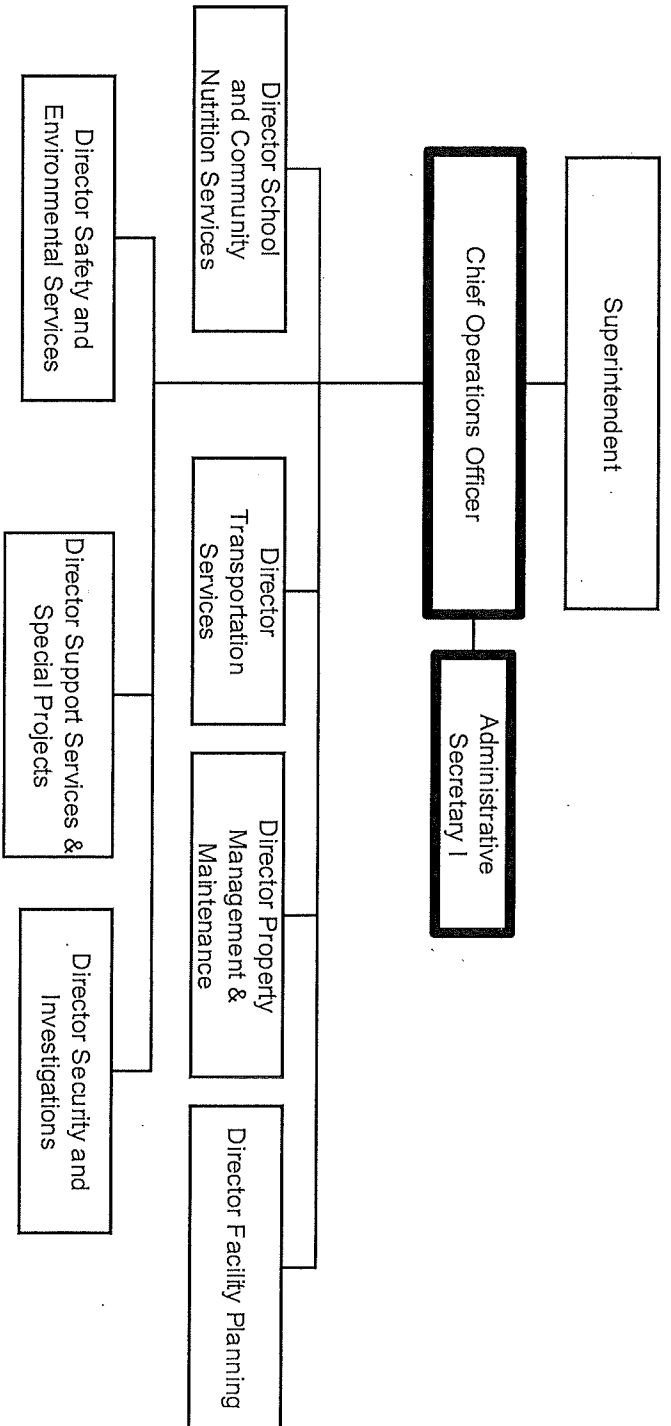 Superintendent
Chief Operations Officer
Administrative
Secretary I
Director School
and Community
Nutrition Services
Director
Transportation
Services
Director Property
Management &
Maintenance
Director Facility Planning
Director Safety and
Environmental Services
Director Support Services &
Special Projects
Director Security and
Investigations